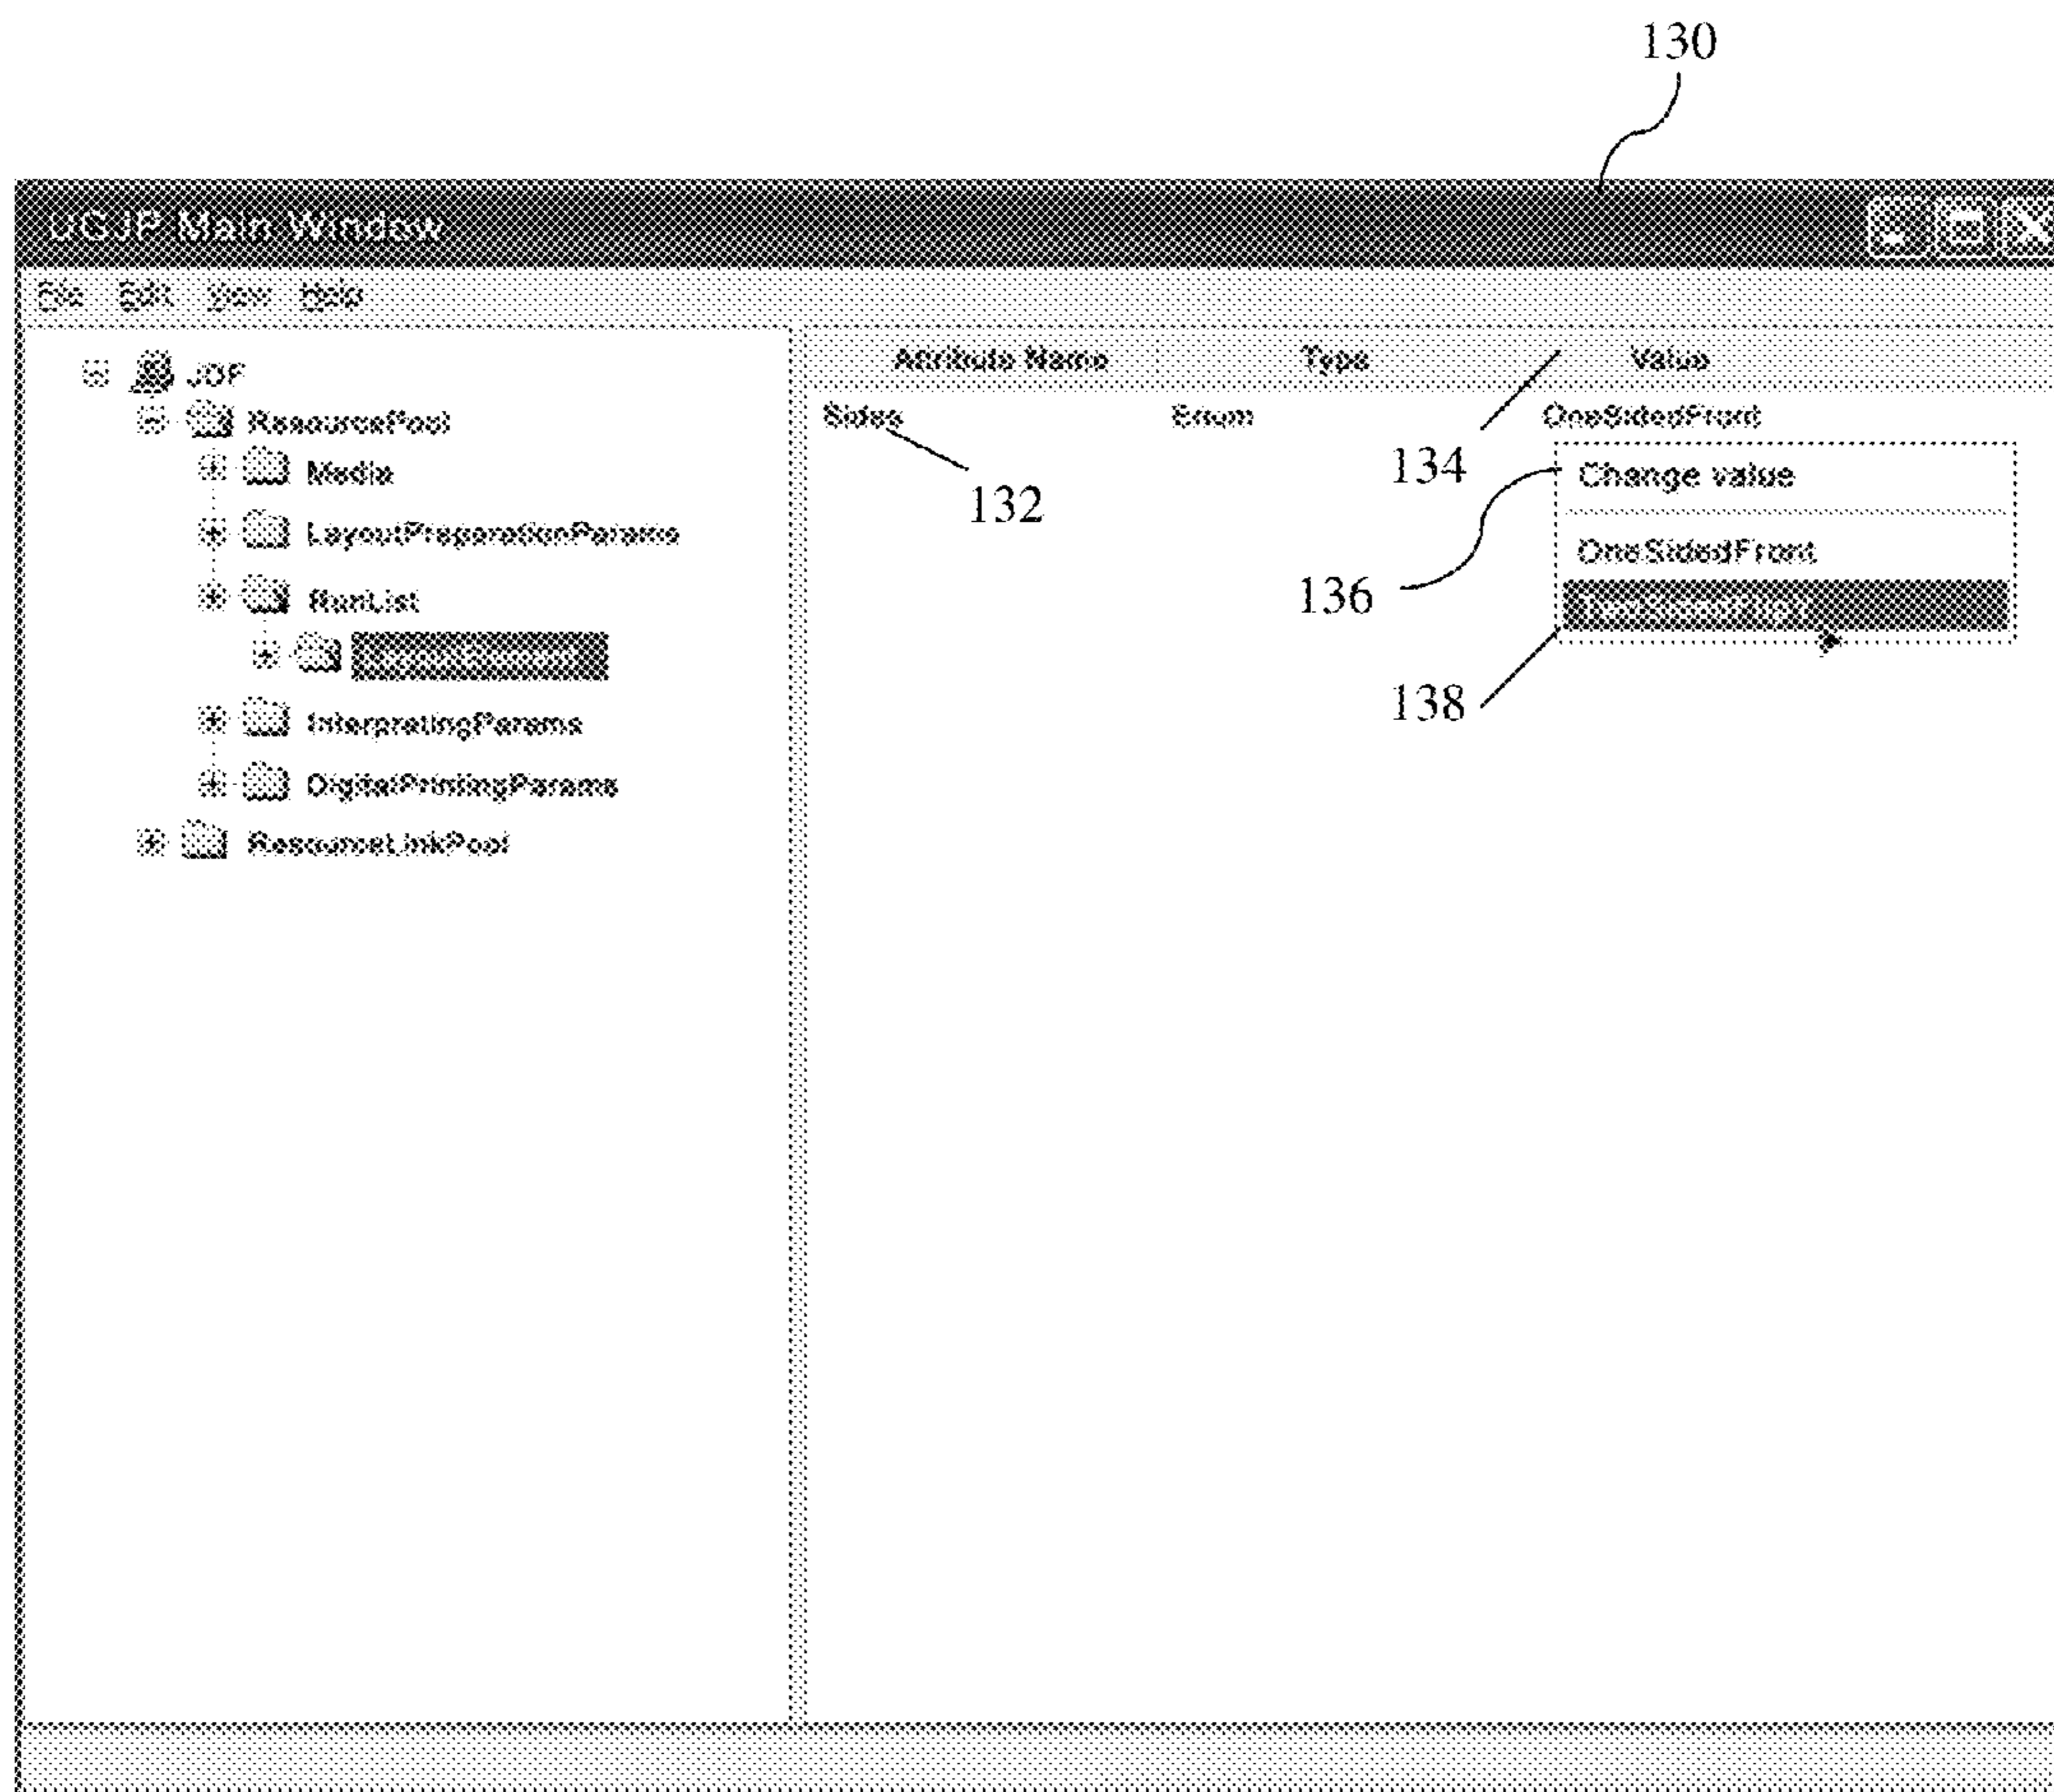 130
UGJP Main Window
File Edit View Help
Attribute Name Type Value
JDF
ResourcePool
Media
LayoutPreparationParams
RunList
InterpretingParams
DigitalPrintingParams
ResourceLinkPool
Sides Enum OneSidedFront
132
134
136
138
Change value
OneSidedFront